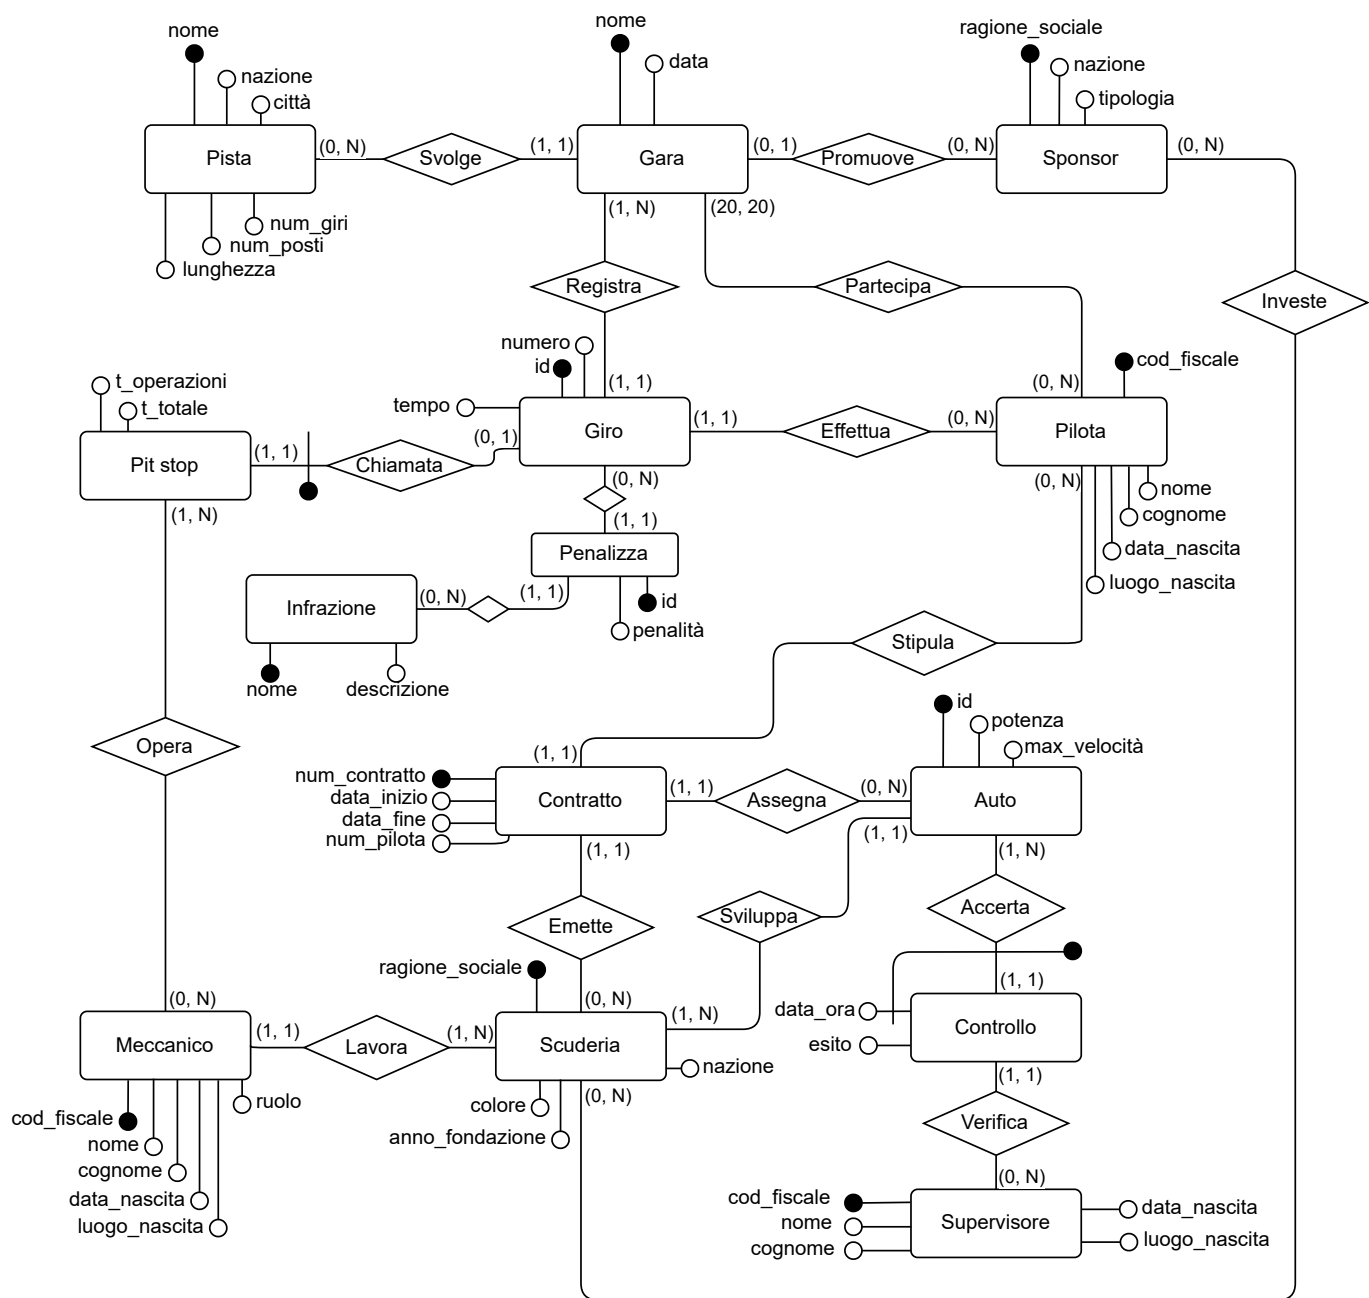 nome
nazione
città
Pista
(0, N)
Svolge
(1, 1)
num_giri
num_posti
lunghezza
nome
data
Gara
(0, 1)
Promuove
(0, N)
(1, N)
(20, 20)
ragione_sociale
nazione
tipologia
Sponsor
(0, N)
Investe
Registra
Partecipa
numero
id
tempo
(1, 1)
Giro
(0, 1)
(1, 1)
Effettua
(0, N)
(0, N)
cod_fiscale
Pilota
(0, N)
nome
cognome
data_nascita
luogo_nascita
t_operazioni
t_totale
Pit stop
(1, 1)
Chiamata
(1, N)
(0, N)
(1, 1)
Penalizza
(1, 1)
id
penalità
Infrazione
(0, N)
nome
descrizione
Stipula
Opera
(1, 1)
num_contratto
data_inizio
data_fine
num_pilota
Contratto
(1, 1)
Assegna
(0, N)
(1, 1)
id
potenza
max_velocità
Auto
(1, 1)
(1, N)
Emette
Sviluppa
Accerta
(0, N)
Meccanico
(1, 1)
Lavora
(1, N)
ragione_sociale
(0, N)
Scuderia
(1, N)
nazione
(0, N)
colore
anno_fondazione
cod_fiscale
nome
cognome
data_nascita
luogo_nascita
ruolo
(1, 1)
data_ora
esito
Controllo
(1, 1)
Verifica
(0, N)
cod_fiscale
nome
cognome
Supervisore
data_nascita
luogo_nascita